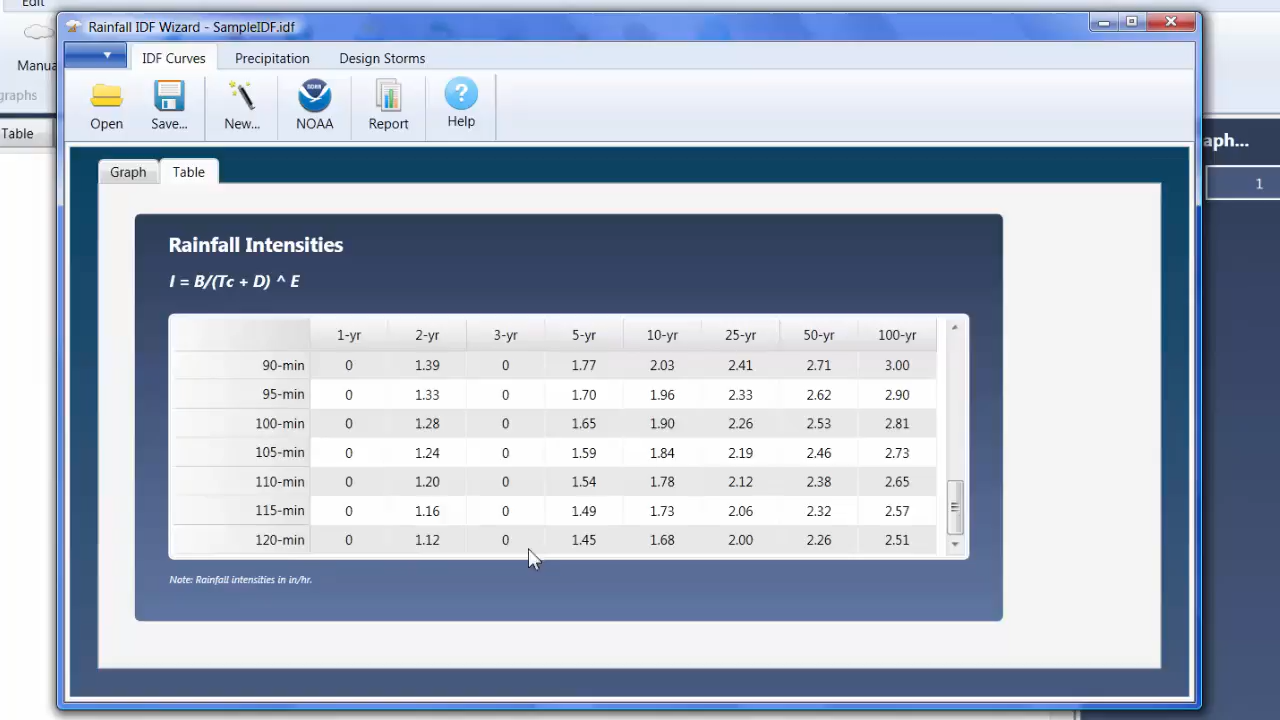 Edit
Rainfall IDF Wizard - SampleIDF.idf
IDF Curves Precipitation Design Storms
Manua
graphs
Table
Open Save... New... NOAA Report Help
aph...
1
Graph Table
Rainfall Intensities
I = B/(Tc + D) ^ E
1-yr 2-yr 3-yr 5-yr 10-yr 25-yr 50-yr 100-yr
90-min 0 1.39 0 1.77 2.03 2.41 2.71 3.00
95-min 0 1.33 0 1.70 1.96 2.33 2.62 2.90
100-min 0 1.28 0 1.65 1.90 2.26 2.53 2.81
105-min 0 1.24 0 1.59 1.84 2.19 2.46 2.73
110-min 0 1.20 0 1.54 1.78 2.12 2.38 2.65
115-min 0 1.16 0 1.49 1.73 2.06 2.32 2.57
120-min 0 1.12 0 1.45 1.68 2.00 2.26 2.51
Note: Rainfall intensities in in/hr.